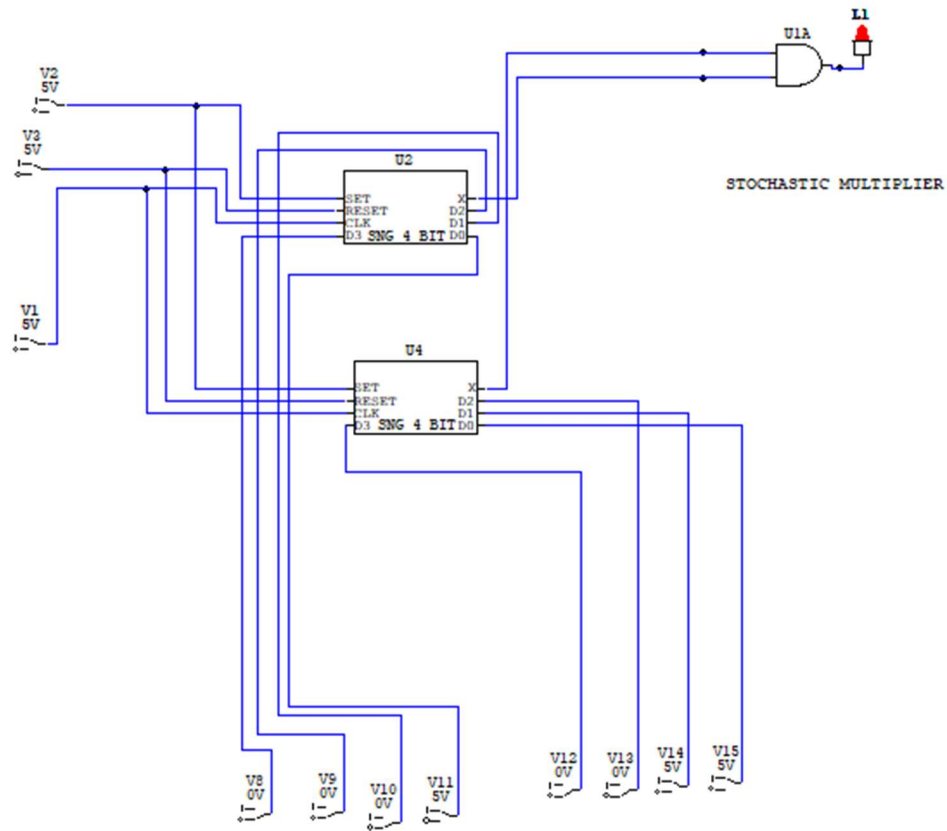 L1
U1A
V2
5V
V3
5V
U2
STOCHASTIC MULTIPLIER
SET X
RESET D2
CLK D1
D3 SNG 4 BIT D0
V1
5V
U4
SET X
RESET D2
CLK D1
D3 SNG 4 BIT D0
V8
0V
V9
0V
V10
0V
V11
5V
V12
0V
V13
0V
V14
5V
V15
5V